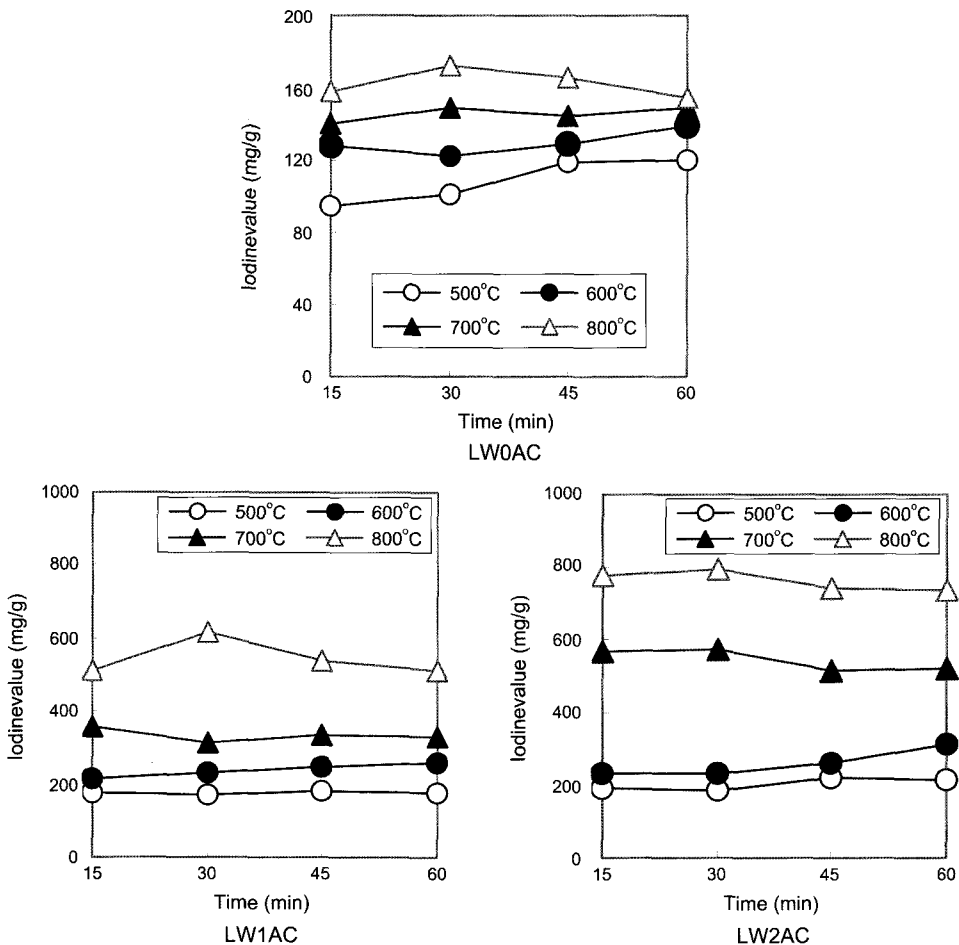 200
160
120
80
40
0
Iodinevalue (mg/g)
500°C 600°C
700°C 800°C
15 30 45 60
Time (min)
LW0AC
1000
800
600
400
200
0
Iodinevalue (mg/g)
500°C 600°C
700°C 800°C
15 30 45 60
Time (min)
LW1AC
1000
800
600
400
200
0
Iodinevalue (mg/g)
500°C 600°C
700°C 800°C
15 30 45 60
Time (min)
LW2AC